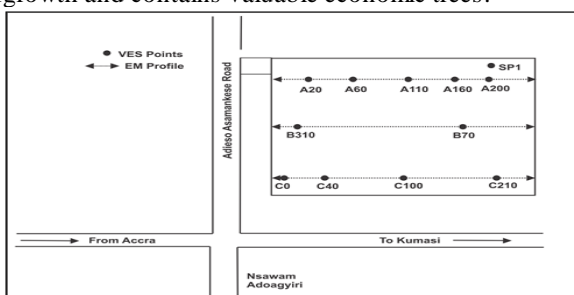 growth and contains valuable economic trees.
VES Points
EM Profile
Adieso Asamankese Road
SP1
A20 A60 A110 A160 A200
B310 B70
C0 C40 C100 C210
From Accra To Kumasi
Nsawam
Adoagyiri